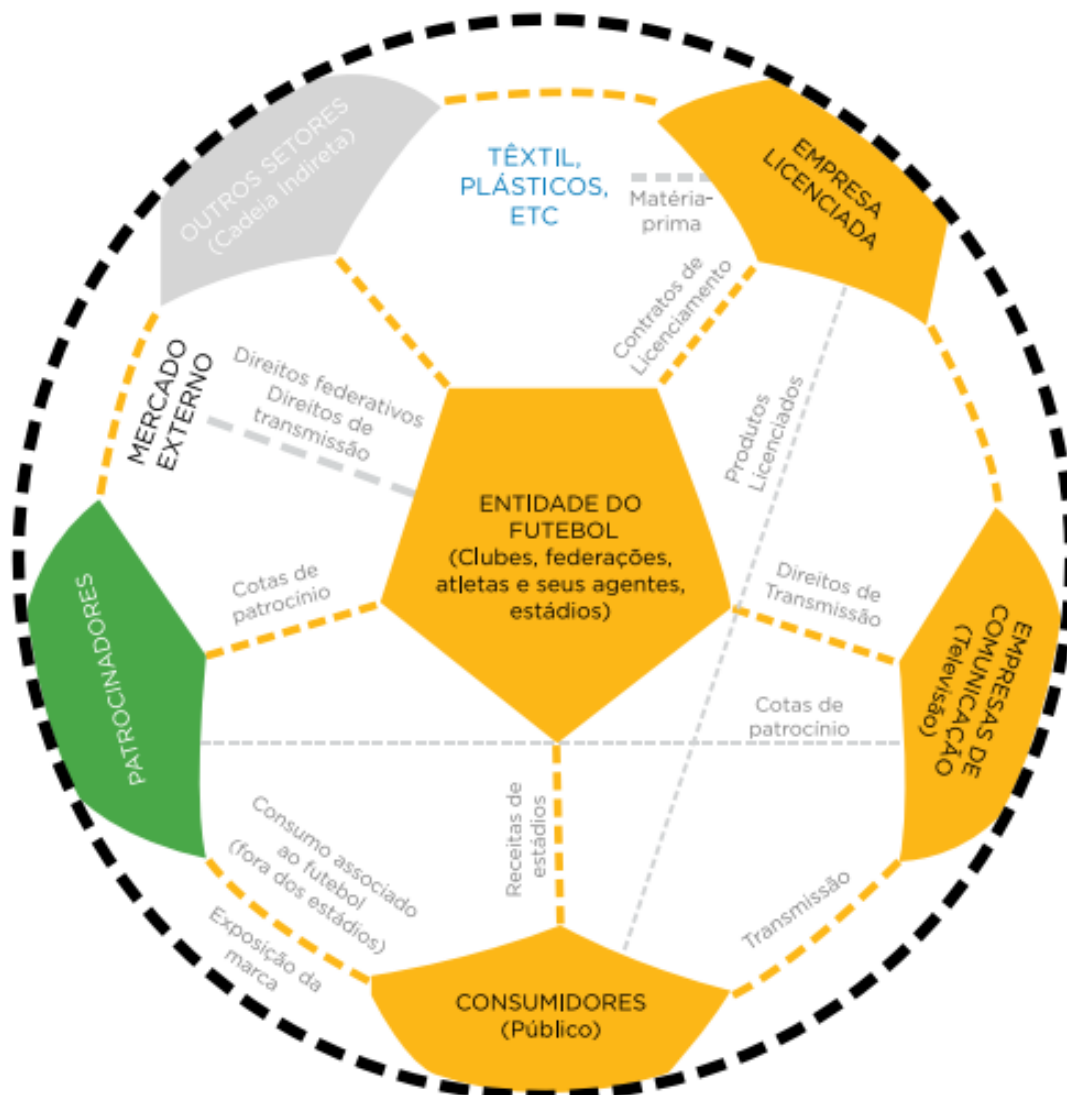 OUTROS SETORES
(Cadeia Indireta)
TÊXTIL,
PLÁSTICOS,
ETC
Matéria-
prima
EMPRESA
LICENCIADA
Contratos de
Licenciamento
MERCADO
EXTERNO
Direitos federativos
Direitos de
transmissão
Produtos
Licenciados
ENTIDADE DO
FUTEBOL
(Clubes, federações,
atletas e seus agentes,
estádios)
Cotas de
patrocínio
Direitos de
Transmissão
PATROCINADORES
EMPRESAS DE
COMUNICAÇÃO
(Televisão)
Cotas de
patrocínio
Receitas de
estádios
Consumo associado
ao futebol
(fora dos estádios)
Exposição da
marca
Transmissão
CONSUMIDORES
(Público)